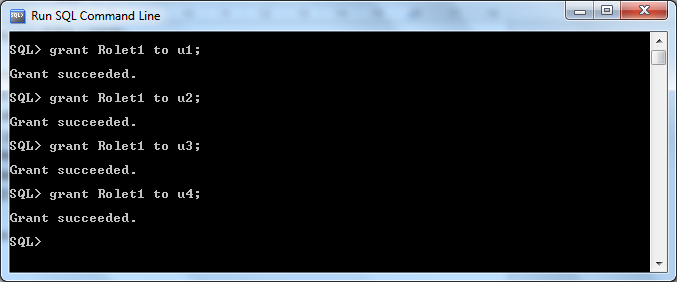 Run SQL Command Line
SQL> grant Rolet1 to u1;
Grant succeeded.
SQL> grant Rolet1 to u2;
Grant succeeded.
SQL> grant Rolet1 to u3;
Grant succeeded.
SQL> grant Rolet1 to u4;
Grant succeeded.
SQL>